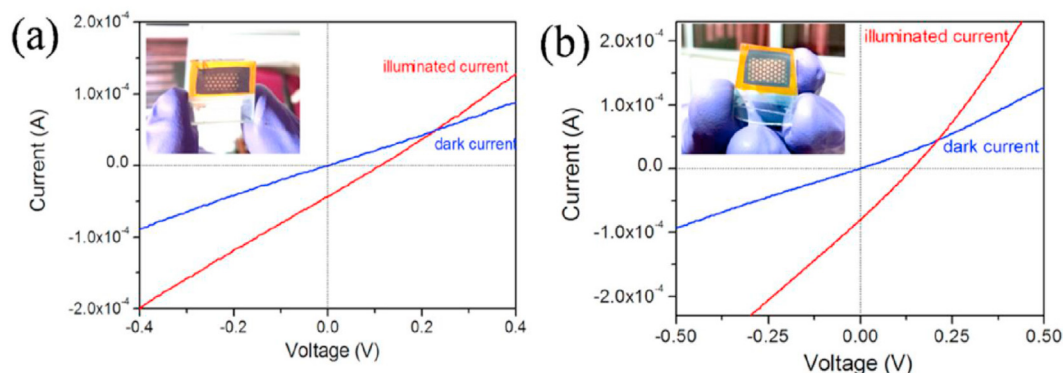 (a)
2.0x10⁻⁴
1.0x10⁻⁴
0.0
-1.0x10⁻⁴
-2.0x10⁻⁴
Current (A)
illuminated current
dark current
-0.4
-0.2
0.0
0.2
0.4
Voltage (V)
(b)
2.0x10⁻⁴
1.0x10⁻⁴
0.0
-1.0x10⁻⁴
-2.0x10⁻⁴
Current (A)
illuminated current
dark current
-0.50
-0.25
0.00
0.25
0.50
Voltage (V)